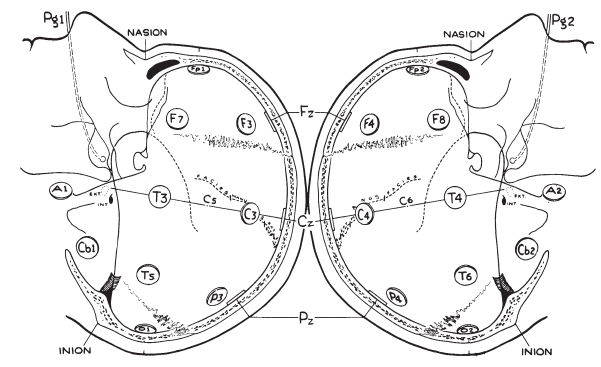 Pg1 Pg2
NASION NASION
Fp1 Fp2
F7 F3 Fz F4 F8
A1 EXT. INT. T3 C5 C3 Cz C4 C6 T4 EXT. INT. A2
Cb1 Cb2
T5 P3 P4 T6
Pz
O1 O2
INION INION